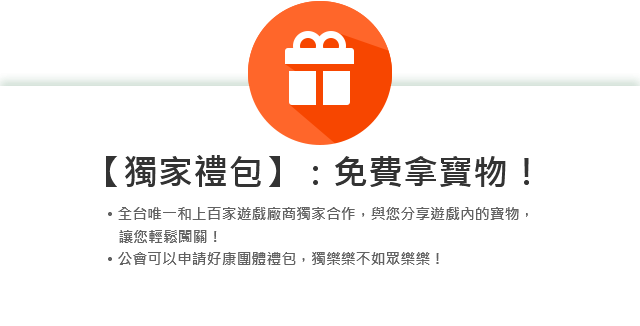 【獨家禮包】：免費拿寶物！
• 全台唯一和上百家遊戲廠商獨家合作，與您分享遊戲內的寶物，
讓您輕鬆闖關！
• 公會可以申請好康團體禮包，獨樂樂不如眾樂樂！